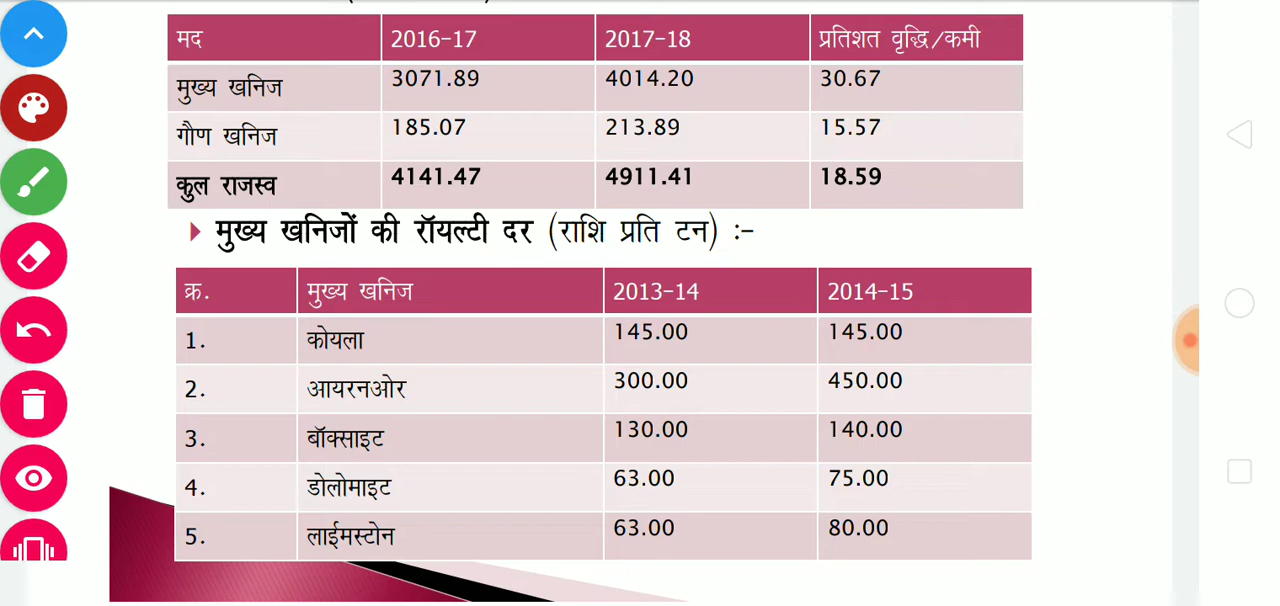 मद 2016-17 2017-18 प्रतिशत वृद्धि/कमी
मुख्य खनिज 3071.89 4014.20 30.67
गौण खनिज 185.07 213.89 15.57
कुल राजस्व 4141.47 4911.41 18.59
मुख्य खनिजों की रॉयल्टी दर (राशि प्रति टन) :-
क्र. मुख्य खनिज 2013-14 2014-15
1. कोयला 145.00 145.00
2. आयरनओर 300.00 450.00
3. बॉक्साइट 130.00 140.00
4. डोलोमाइट 63.00 75.00
5. लाईमस्टोन 63.00 80.00